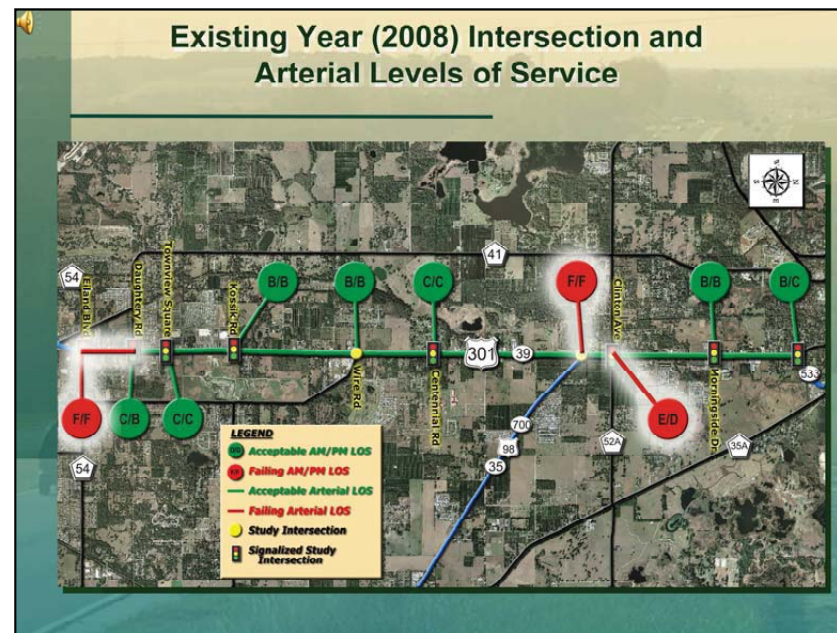 Existing Year (2008) Intersection and
Arterial Levels of Service
54
Eiland Blvd
Daughtery Rd
Townview Square
Kossik Rd
B/B
B/B
C/C
41
F/F
Clinton Ave
B/B
B/C
Wire Rd
Centennial Rd
301
39
Morningside Dr
533
F/F
C/B
C/C
E/D
700
98
35
52A
35A
54
LEGEND
Acceptable AM/PM LOS
Failing AM/PM LOS
Acceptable Arterial LOS
Failing Arterial LOS
Study Intersection
Signalized Study
Intersection